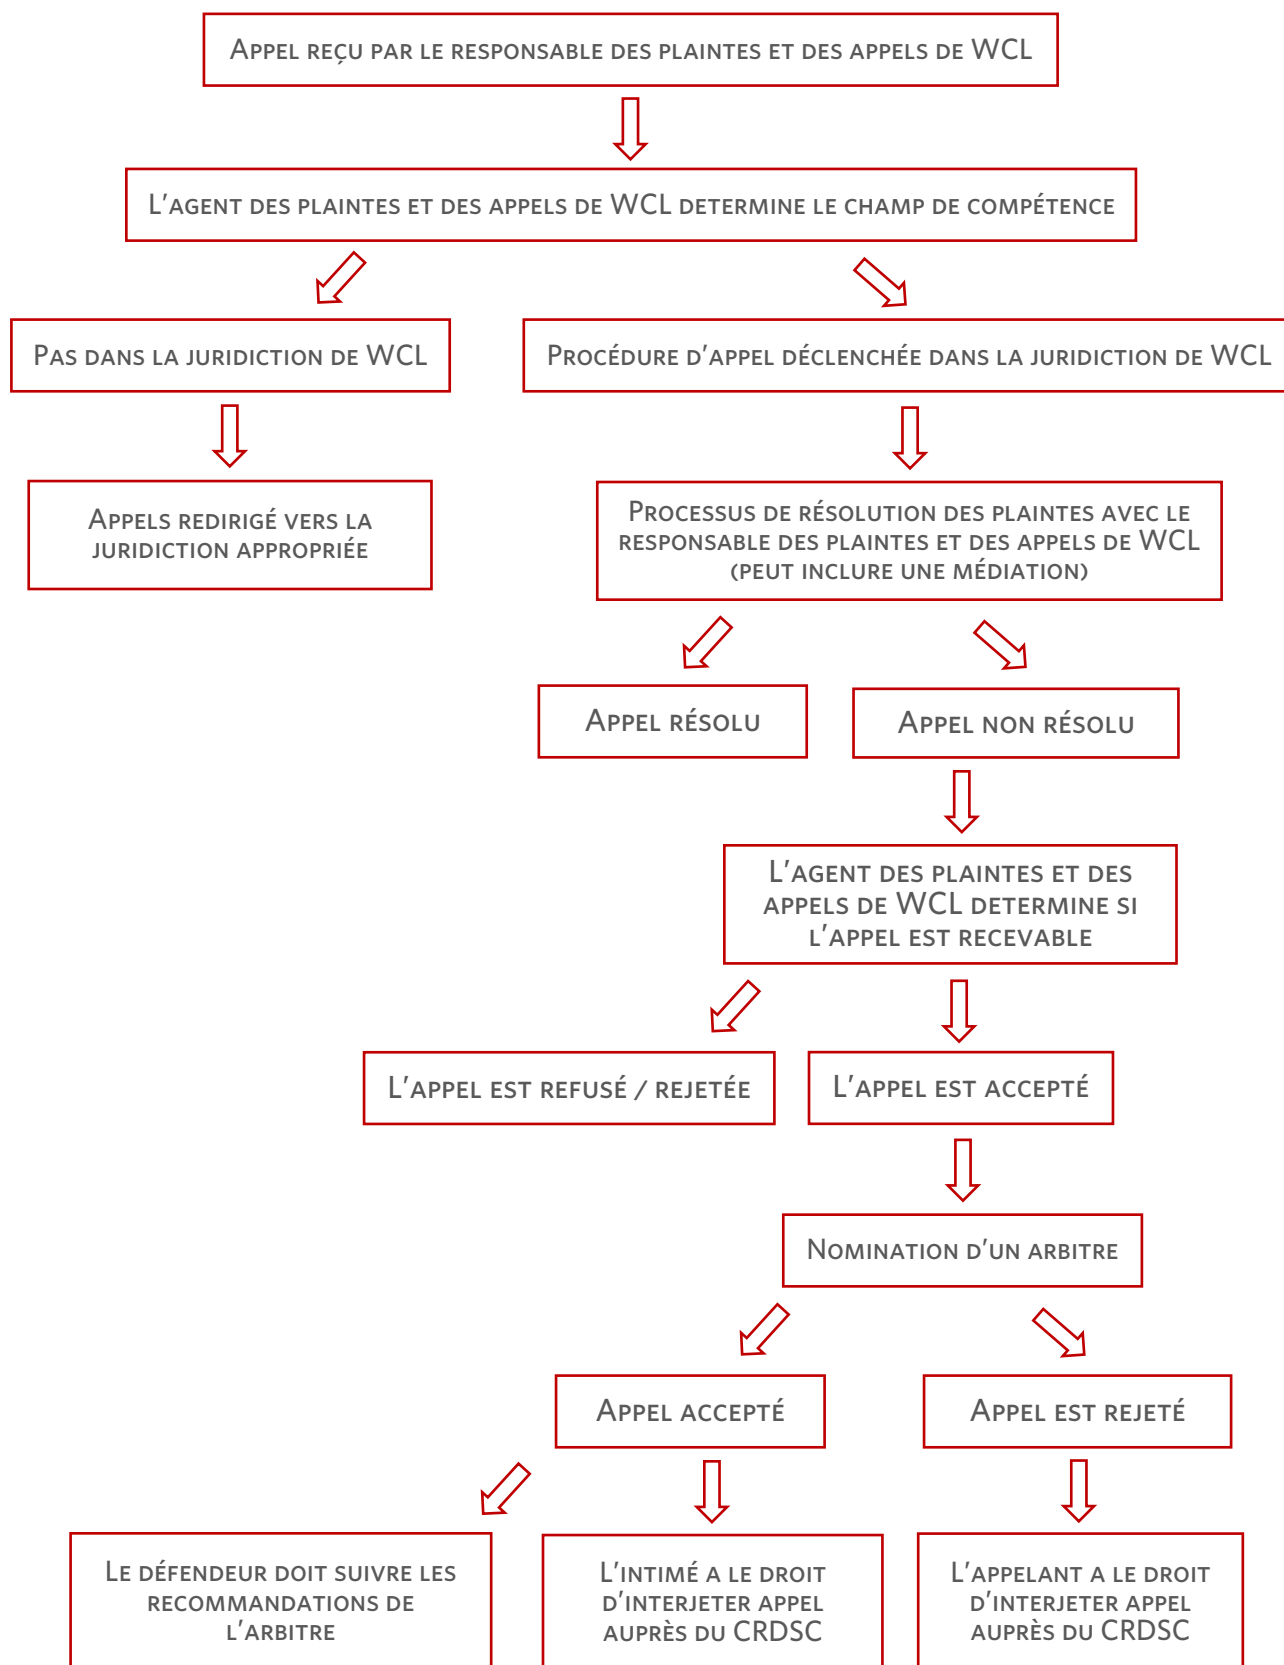 Appel reçu par le responsable des plaintes et des appels de WCL
L'agent des plaintes et des appels de WCL determine le champ de compétence
Pas dans la juridiction de WCL
Procédure d'appel déclenchée dans la juridiction de WCL
Appels redirigé vers la
juridiction appropriée
Processus de résolution des plaintes avec le
responsable des plaintes et des appels de WCL
(peut inclure une médiation)
Appel résolu
Appel non résolu
L'agent des plaintes et des
appels de WCL determine si
l'appel est recevable
L'appel est refusé / rejetée
L'appel est accepté
Nomination d'un arbitre
Appel accepté
Appel est rejeté
Le défendeur doit suivre les
recommandations de
l'arbitre
L'intimé a le droit
d'interjeter appel
auprès du CRDSC
L'appelant a le droit
d'interjeter appel
auprès du CRDSC